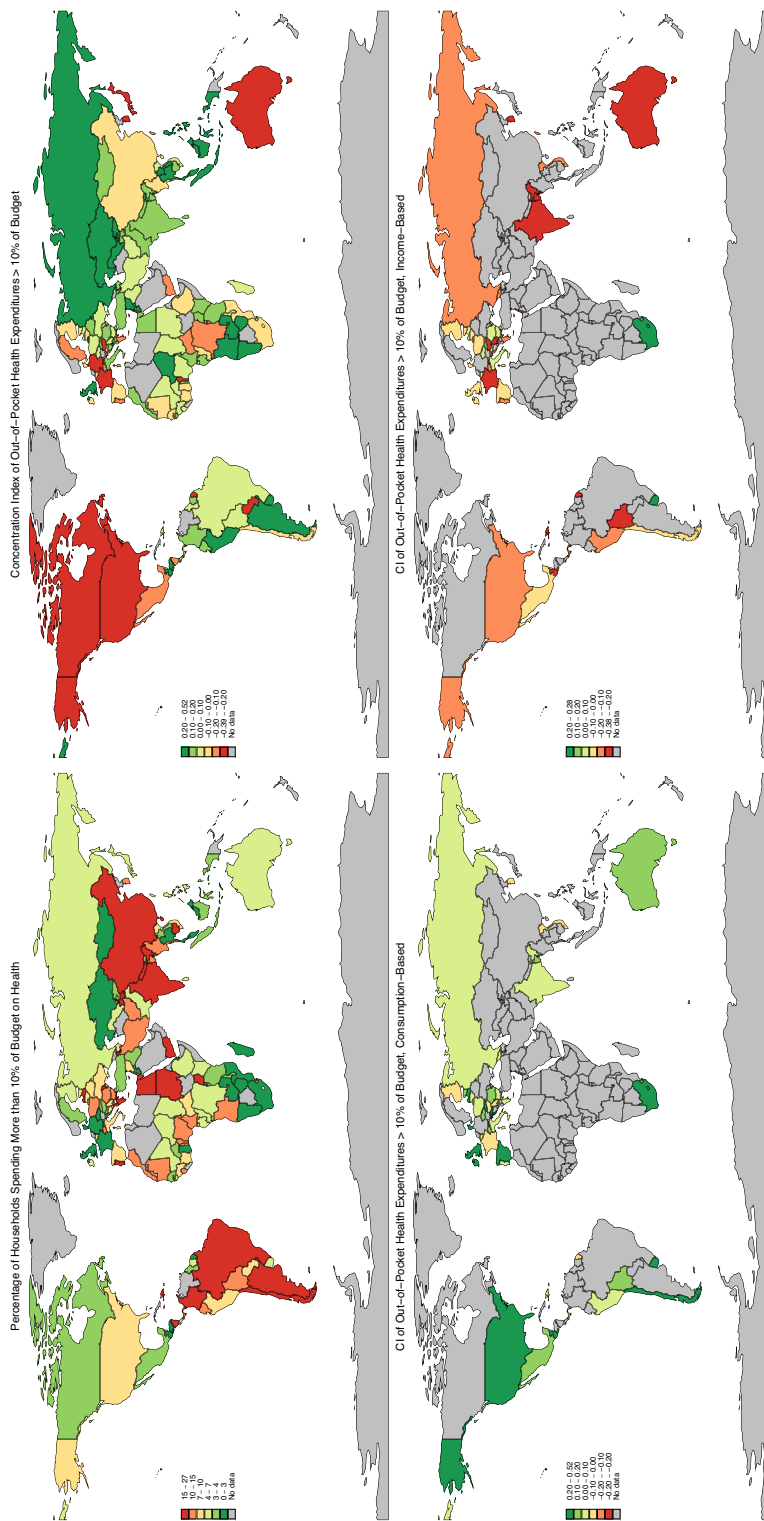 Percentage of Households Spending More than 10% of Budget on Health
15 − 27
10 − 15
7 − 10
4 − 7
3 − 4
0 − 3
No data
Concentration Index of Out−of−Pocket Health Expenditures > 10% of Budget
0.20 − 0.52
0.10 − 0.20
0.00 − 0.10
−0.10 − 0.00
−0.20 − −0.10
−0.39 − −0.20
No data
CI of Out−of−Pocket Health Expenditures > 10% of Budget, Consumption−Based
0.20 − 0.52
0.10 − 0.20
0.00 − 0.10
−0.10 − 0.00
−0.20 − −0.10
−0.20 − −0.20
No data
CI of Out−of−Pocket Health Expenditures > 10% of Budget, Income−Based
0.20 − 0.28
0.10 − 0.20
0.00 − 0.10
−0.10 − 0.00
−0.20 − −0.10
−0.38 − −0.20
No data